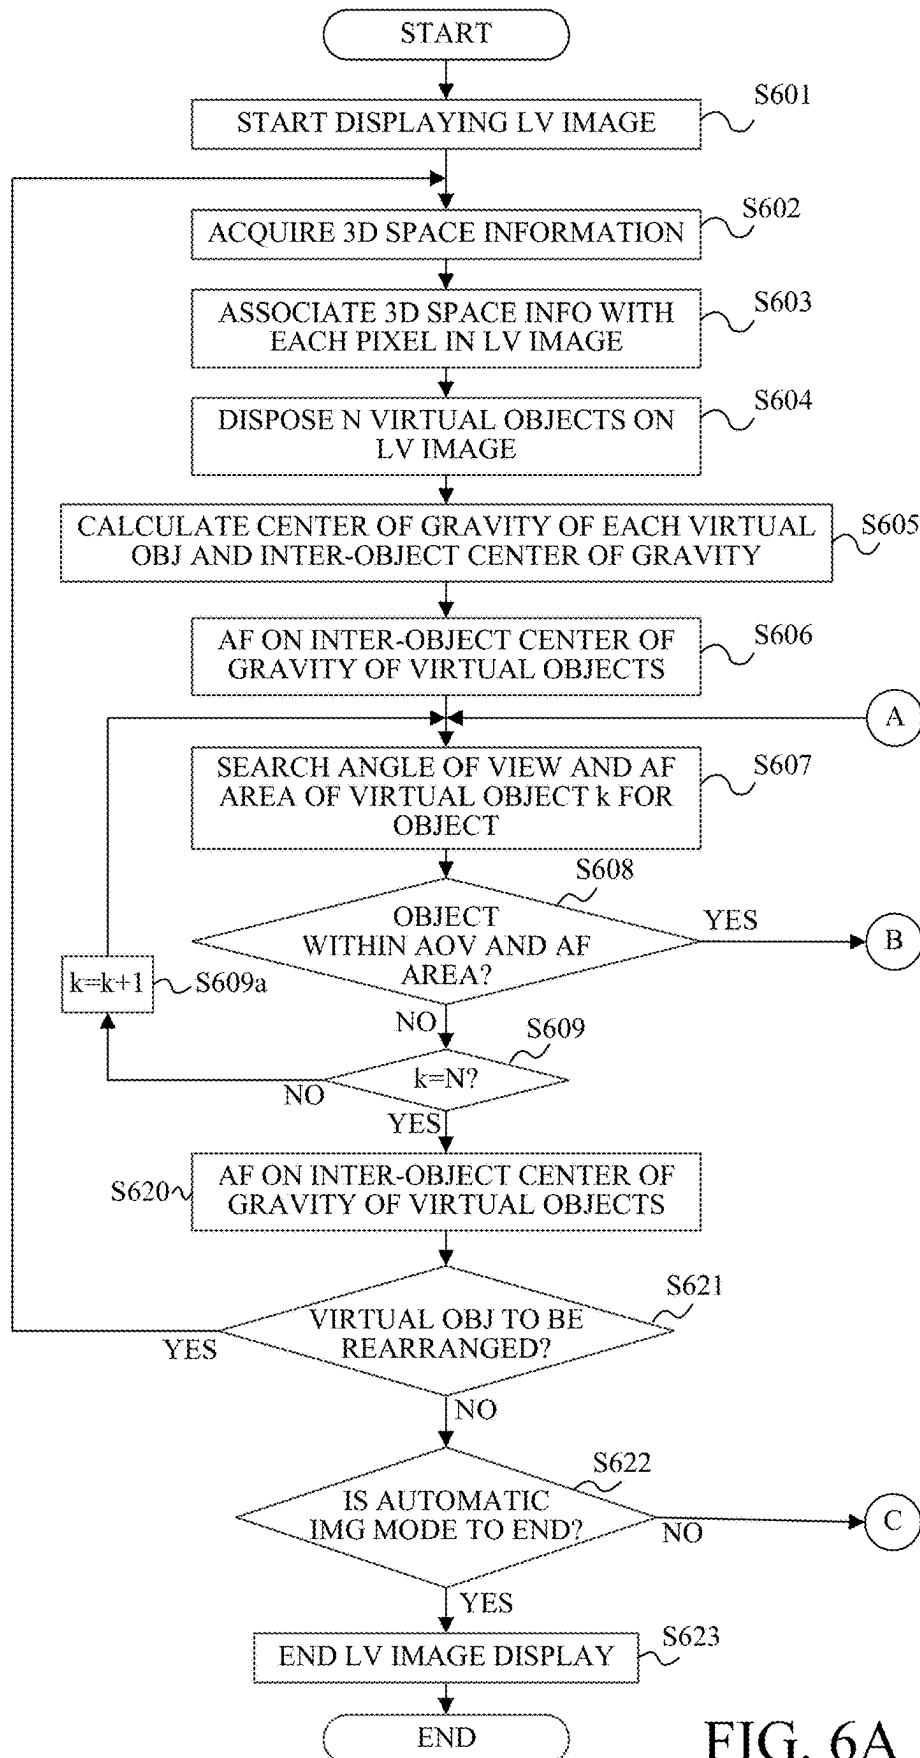 START
S601
START DISPLAYING LV IMAGE
S602
ACQUIRE 3D SPACE INFORMATION
S603
ASSOCIATE 3D SPACE INFO WITH
EACH PIXEL IN LV IMAGE
S604
DISPOSE N VIRTUAL OBJECTS ON
LV IMAGE
CALCULATE CENTER OF GRAVITY OF EACH VIRTUAL
OBJ AND INTER-OBJECT CENTER OF GRAVITY
S605
AF ON INTER-OBJECT CENTER OF
GRAVITY OF VIRTUAL OBJECTS
S606
A
SEARCH ANGLE OF VIEW AND AF
AREA OF VIRTUAL OBJECT k FOR
OBJECT
S607
S608
OBJECT
WITHIN AOV AND AF
AREA?
YES
B
k=k+1
S609a
NO
S609
k=N?
NO
YES
S620
AF ON INTER-OBJECT CENTER OF
GRAVITY OF VIRTUAL OBJECTS
S621
VIRTUAL OBJ TO BE
REARRANGED?
YES
NO
S622
IS AUTOMATIC
IMG MODE TO END?
NO
C
YES
S623
END LV IMAGE DISPLAY
END
FIG. 6A